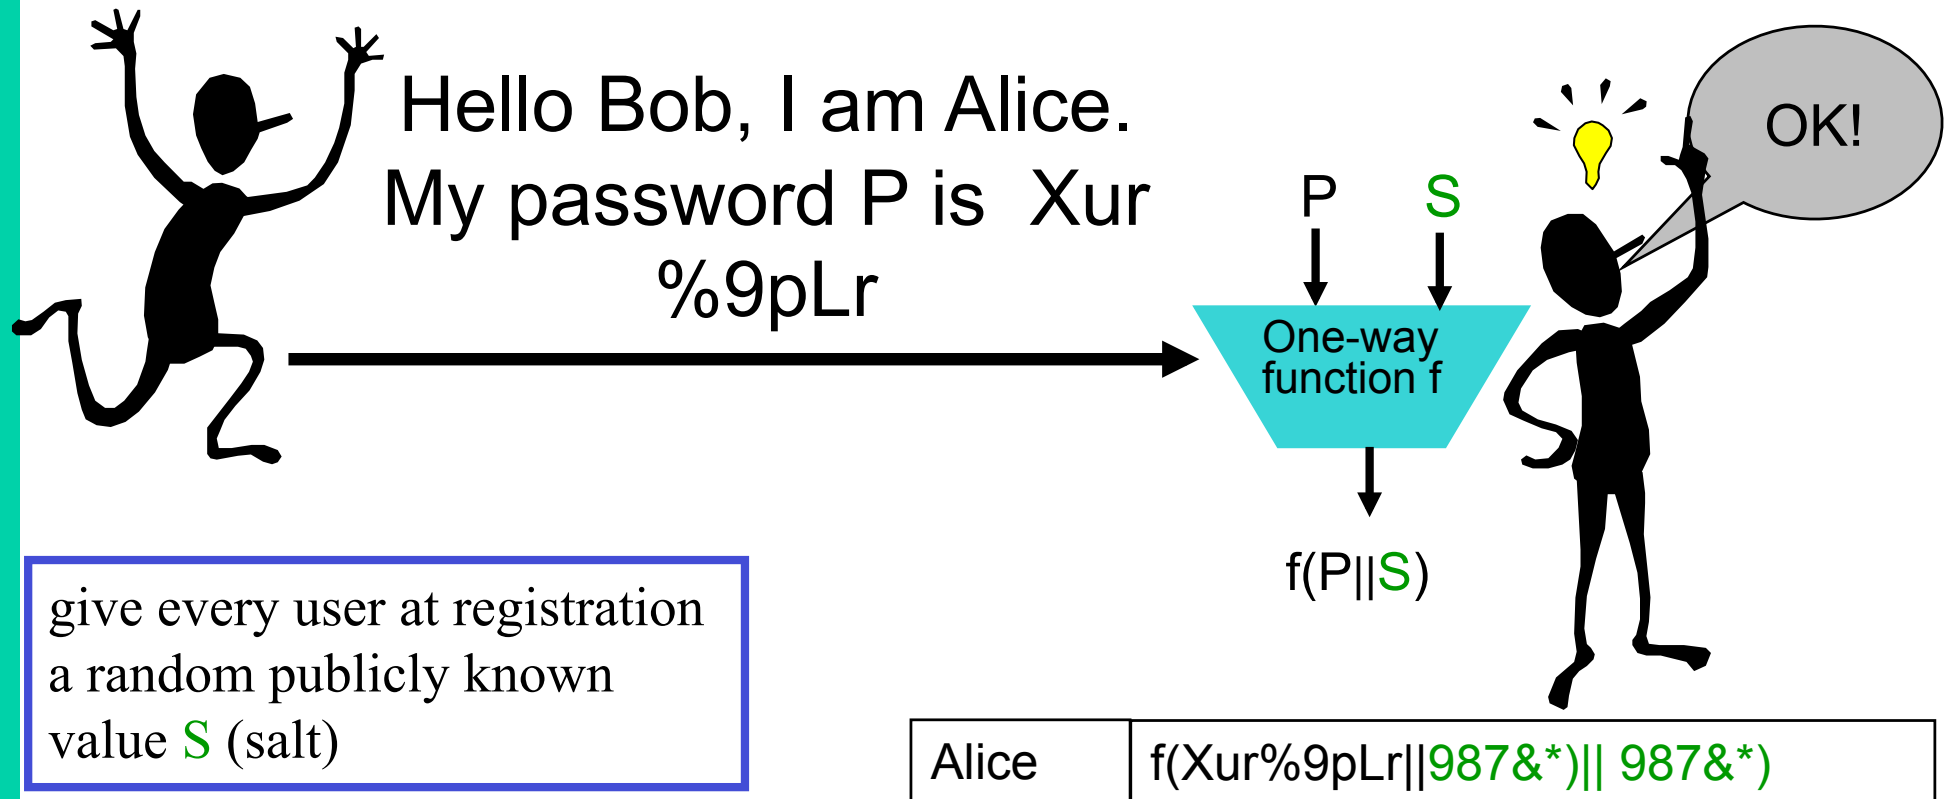 Hello Bob, I am Alice.
My password P is  Xur
%9pLr
OK!
P S
One-way
function f
f(P||S)
give every user at registration
a random publicly known
value S (salt)
Alice f(Xur%9pLr||987&*)|| 987&*)